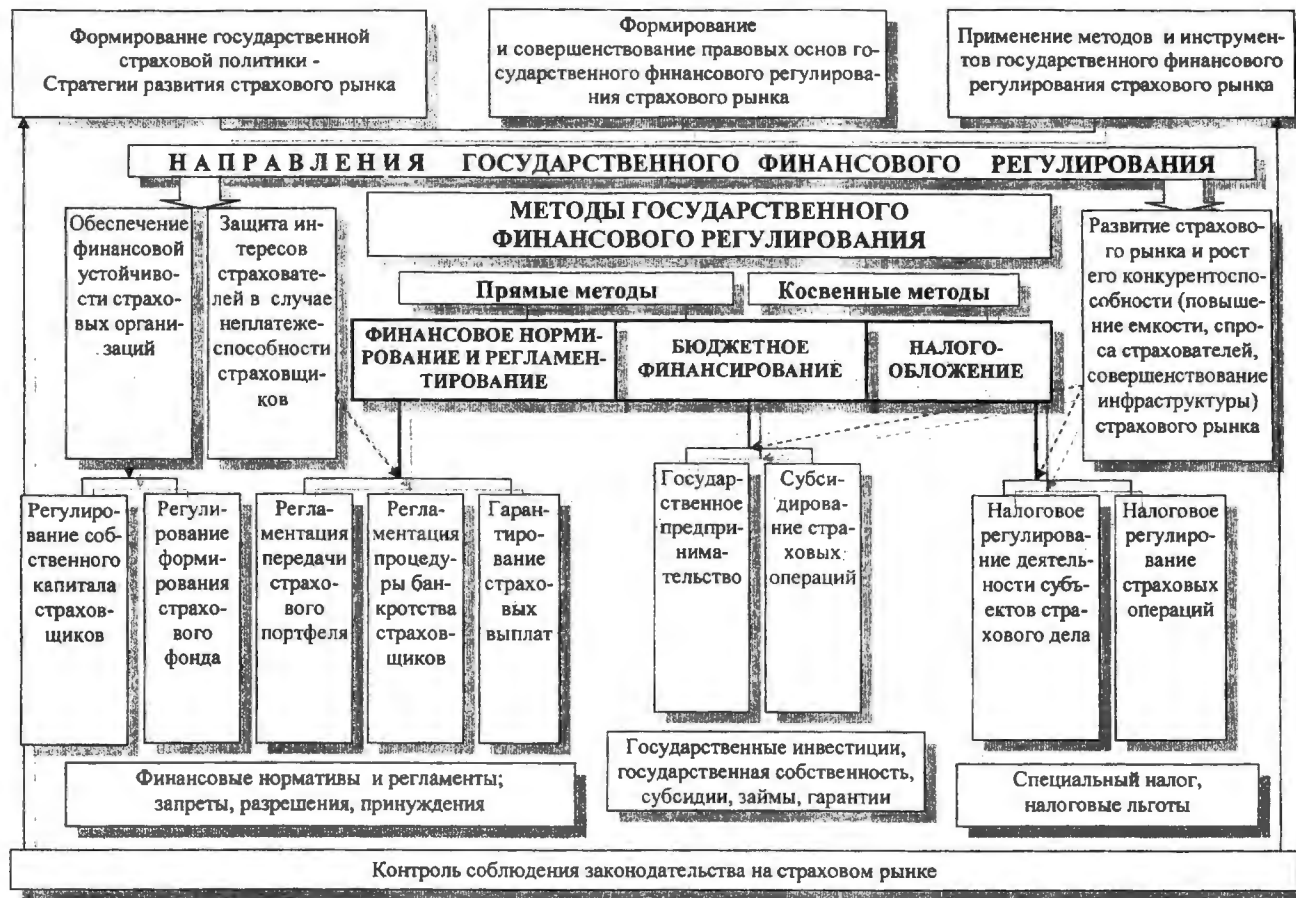 Формирование государственной
страховой политики -
Стратегии развития страхового рынка
Формирование
и совершенствование правовых основ го-
сударственного финансового регулирова-
ния страхового рынка
Применение методов и инструмен-
тов государственного финансового
регулирования страхового рынка
НАПРАВЛЕНИЯ ГОСУДАРСТВЕННОГО ФИНАНСОВОГО РЕГУЛИРОВАНИЯ
Обеспечение
финансовой
устойчиво-
сти страхо-
вых органи-
заций
Защита ин-
тересов
страховате-
лей в случае
неплатеже-
способности
страховщи-
ков
МЕТОДЫ ГОСУДАРСТВЕННОГО
ФИНАНСОВОГО РЕГУЛИРОВАНИЯ
Прямые методы
Косвенные методы
ФИНАНСОВОЕ НОРМИ-
РОВАНИЕ И РЕГЛАМЕН-
ТИРОВАНИЕ
БЮДЖЕТНОЕ
ФИНАНСИРОВАНИЕ
НАЛОГО-
ОБЛОЖЕНИЕ
Развитие страхово-
го рынка и рост
его конкурентоспо-
собности (повыше-
ние емкости, спро-
са страхователей,
совершенствование
инфраструктуры)
страхового рынка
Регулиро-
вание соб-
ственного
капитала
страхов-
щиков
Регули-
рование
форми-
рования
страхо-
вого
фонда
Регла-
ментация
передачи
страхо-
вого
портфеля
Регла-
ментация
процеду-
ры бан-
кротства
страхов-
щиков
Гаран-
тиро-
вание
страхо-
вых
выплат
Государ-
ственное
предпри-
нима-
тельство
Субси-
дирова-
ние стра-
ховых
операций
Налоговое
регулирова-
ние деятель-
ности субъ-
ектов стра-
хового дела
Налоговое
регулиро-
вание
страховых
операций
Финансовые нормативы и регламенты;
запреты, разрешения, принуждения
Государственные инвестиции,
государственная собственность,
субсидии, займы, гарантии
Специальный налог,
налоговые льготы
Контроль соблюдения законодательства на страховом рынке